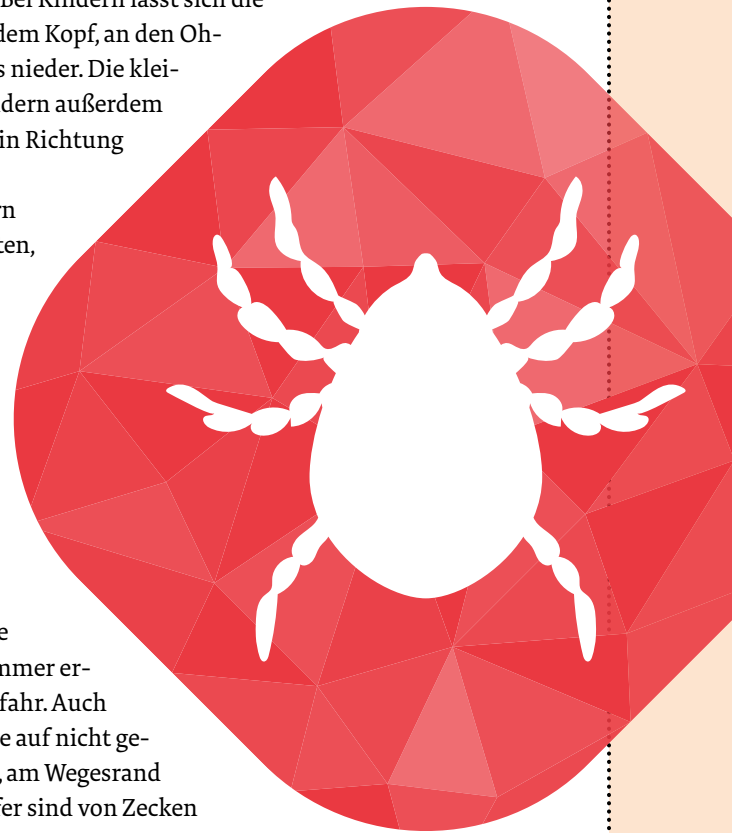 Bei Kindern lässt sich die
dem Kopf, an den Oh-
s nieder. Die klei-
ndern außerdem
in Richtung
rn
ten,
e
mmer er-
fahr. Auch
e auf nicht ge-
, am Wegesrand
fer sind von Zecken